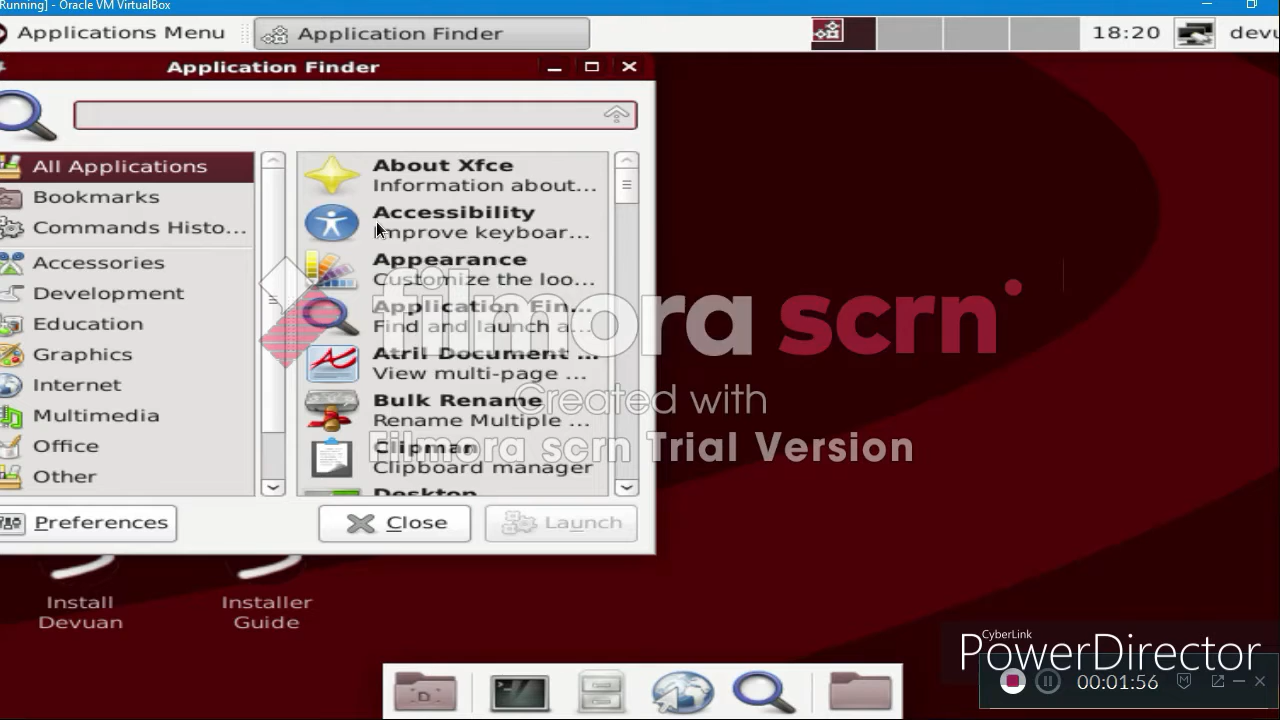 Running] - Oracle VM VirtualBox
Applications Menu
Application Finder
18:20
devu
Application Finder
All Applications
Bookmarks
Commands Histo...
Accessories
Development
Education
Graphics
Internet
Multimedia
Office
Other
About Xfce
Information about...
Accessibility
Improve keyboar...
Appearance
Customize the loo...
Application Fin...
Find and launch a...
Atril Document ...
View multi-page ...
Bulk Rename
Rename Multiple ...
Clipman
Clipboard manager
Desktop
Preferences
Close
Launch
filmora scrn
Created with
Filmora scrn Trial Version
Install
Devuan
Installer
Guide
D
CyberLink
PowerDirector
00:01:56